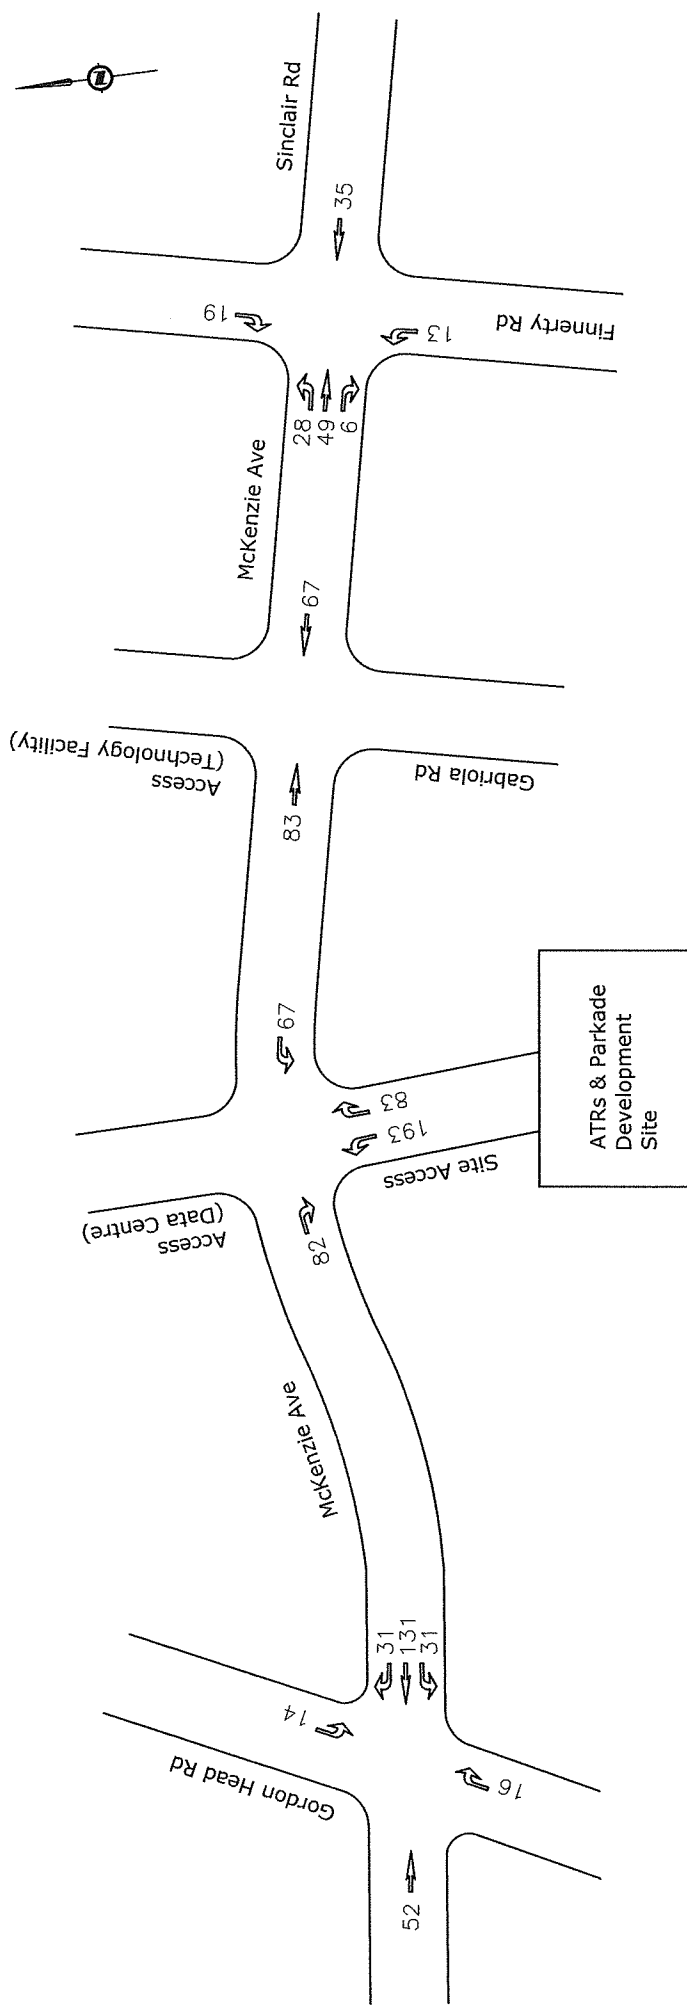 Sinclair Rd
35
19
13
Finnerty Rd
28
49
6
McKenzie Ave
67
Access
(Technology Facility)
Gabriola Rd
83
67
83
193
Site Access
ATRs & Parkade
Development
Site
Access
(Data Centre)
82
McKenzie Ave
31
131
31
14
Gordon Head Rd
16
52